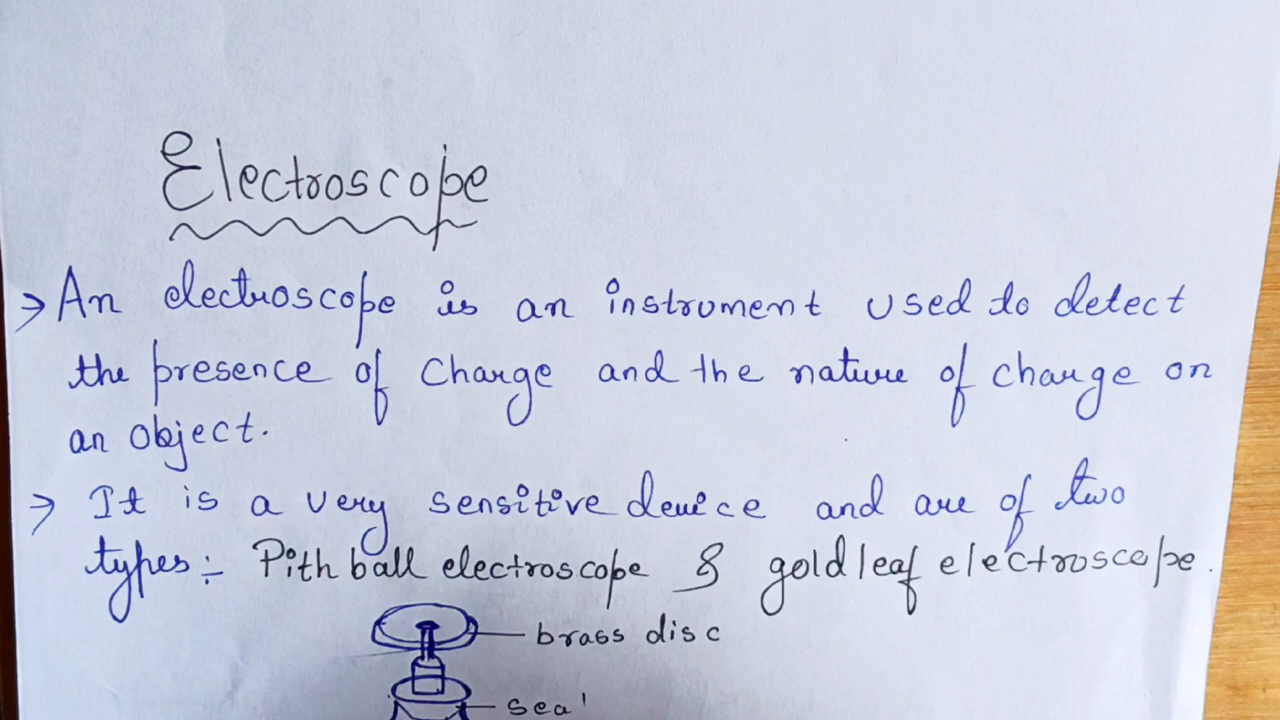 Electroscope
→ An electroscope is an instrument used to detect
the presence of charge and the nature of charge on
an object.
→ It is a very sensitive device and are of two
types:- Pith ball electroscope & gold leaf electroscope.
brass disc
seal